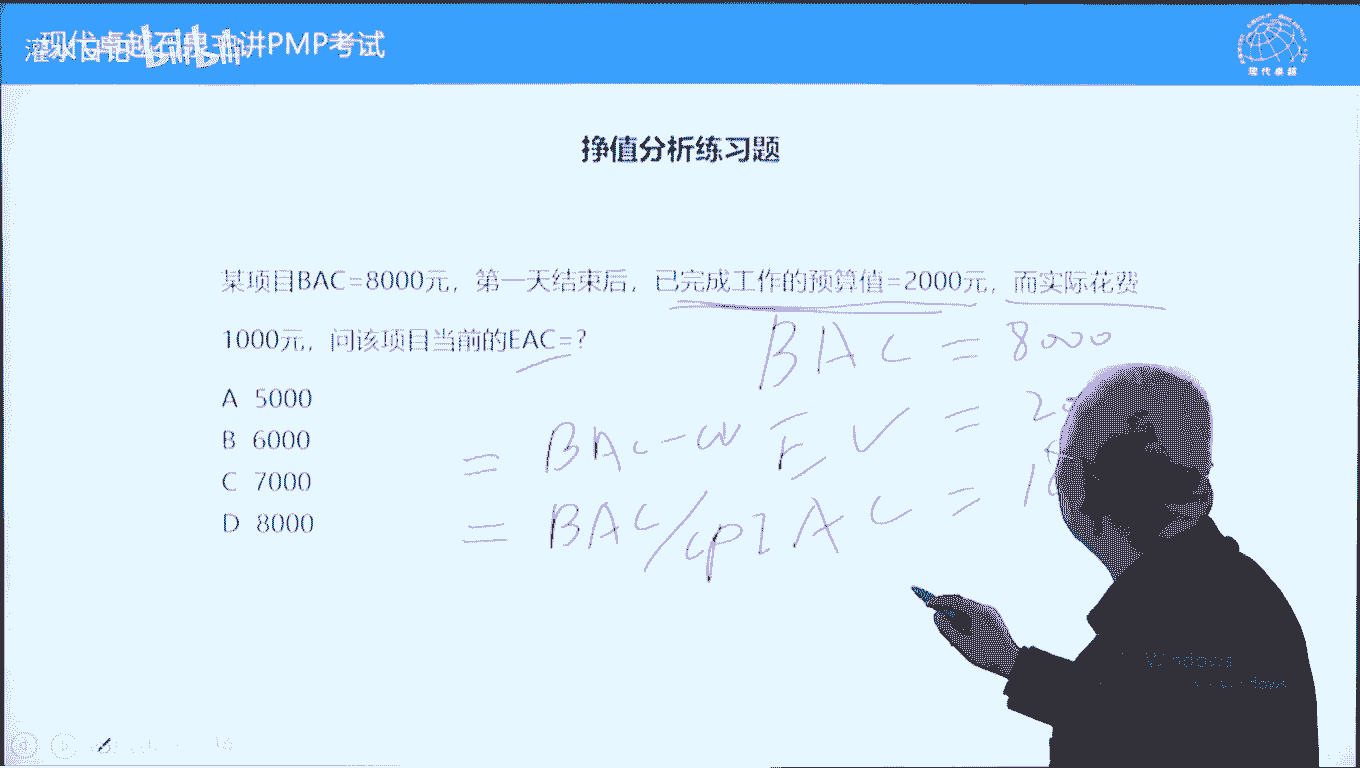 讲PMP考试
现代卓越
挣值分析练习题
某项目BAC=8000元，第一天结束后，已完成工作的预算值=2000元，而实际花费
1000元，问该项目当前的EAC=?
A 5000
B 6000
C 7000
D 8000
BAC = 8000
= BAC-CV
EV = 2
= BAC/CPI
AC = 1
Windows